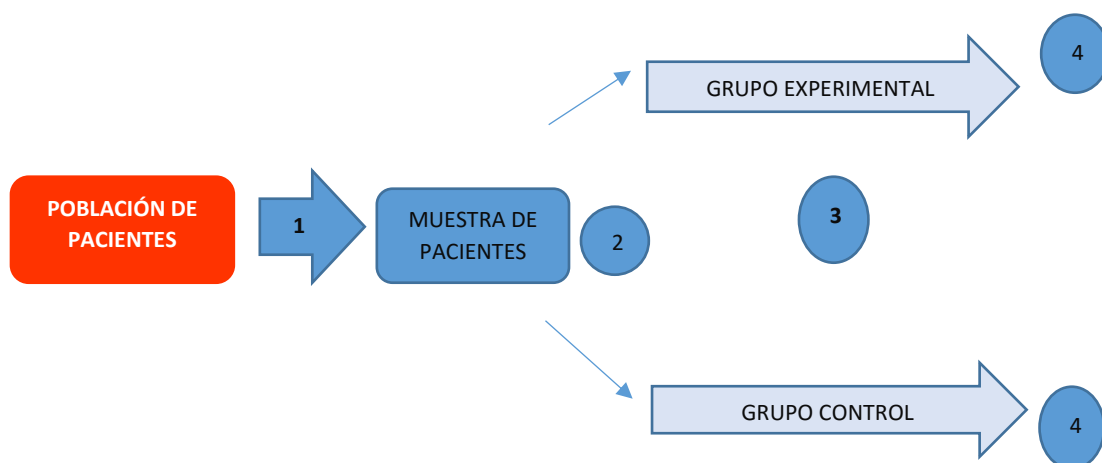 4
GRUPO EXPERIMENTAL
POBLACIÓN DE
PACIENTES
1
MUESTRA DE
PACIENTES
2
3
GRUPO CONTROL
4